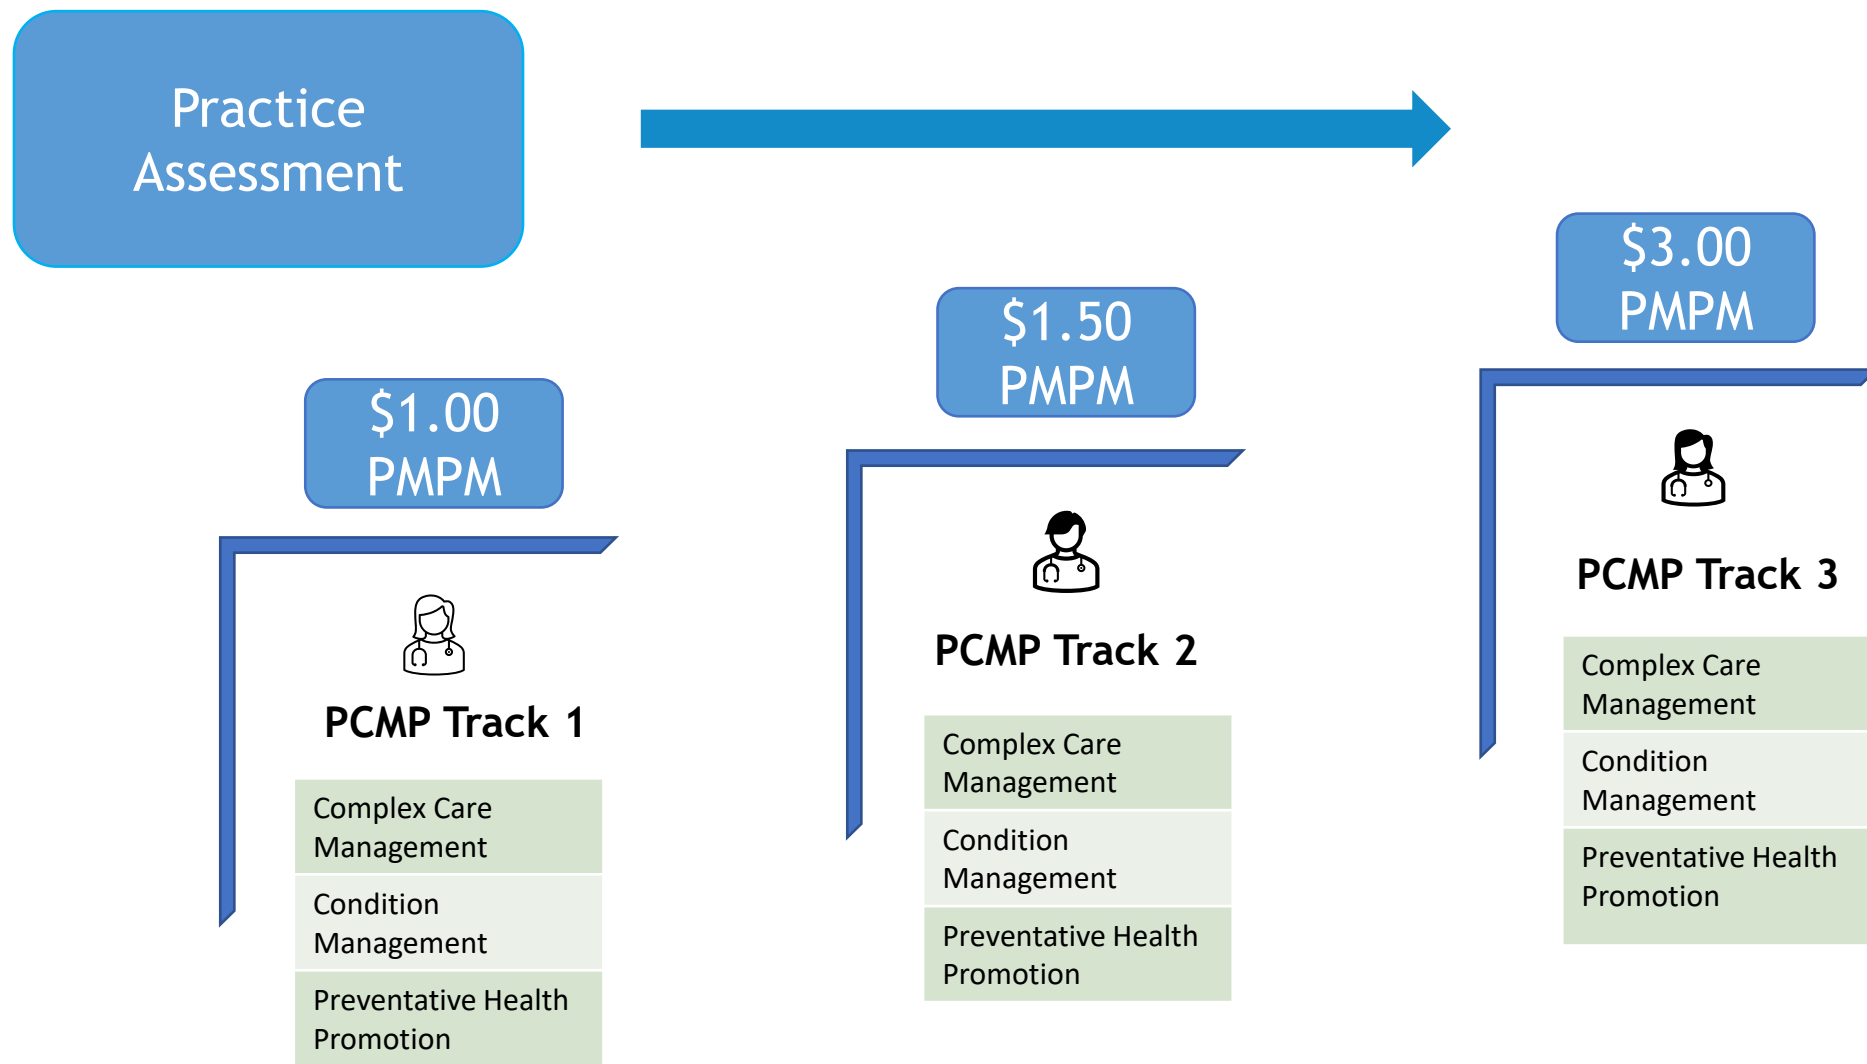 Practice
Assessment
$1.00
PMPM
PCMP Track 1
Complex Care
Management
Condition
Management
Preventative Health
Promotion
$1.50
PMPM
PCMP Track 2
Complex Care
Management
Condition
Management
Preventative Health
Promotion
$3.00
PMPM
PCMP Track 3
Complex Care
Management
Condition
Management
Preventative Health
Promotion